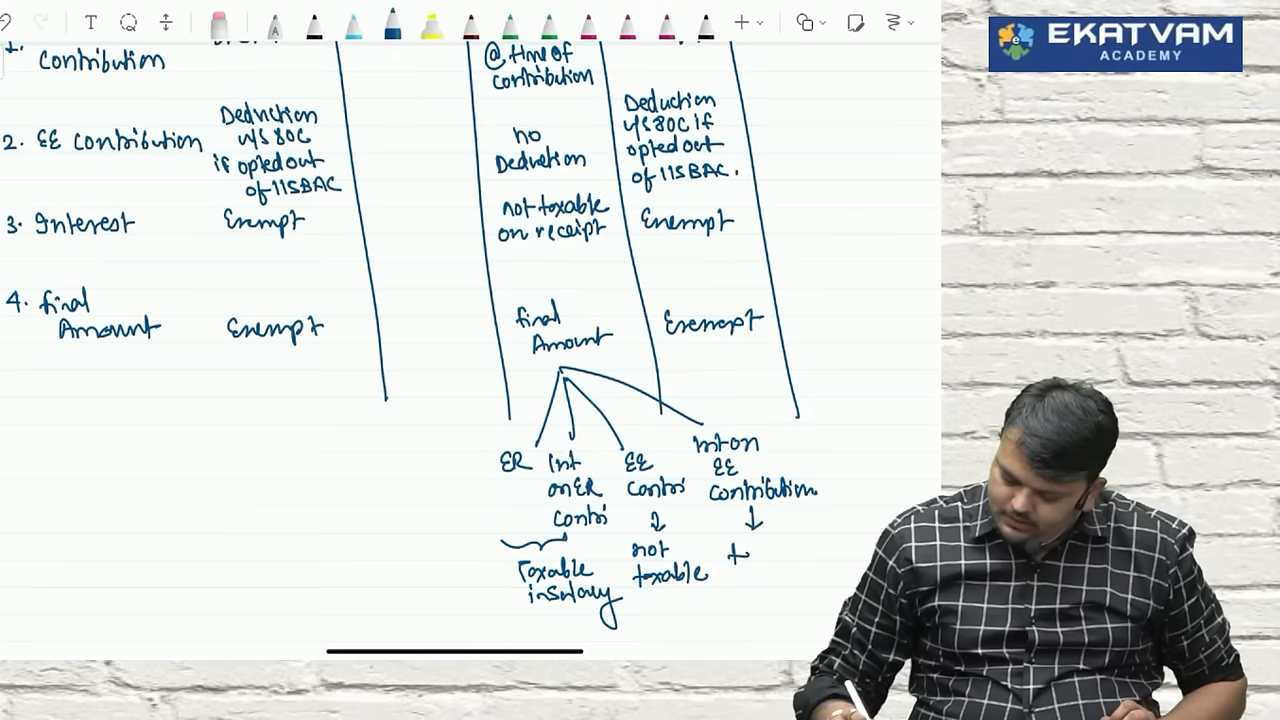 T
A
EKATVAM
ACADEMY
Contribution
@ time of
contribution
2. EE Contribution
Deduction
u/s 80C
if opted out
of 115BAC
no
Deduction
Deduction
u/s 80C if
opted out
of 115BAC.
3. Interest
Exempt
not taxable
on receipt
Exempt
4. final
Amount
Exempt
final
Amount
Exempt
ER
Int
on ER
Contri
EE
Contri
Int on
EE
Contribution
Taxable
in Salary
not
taxable